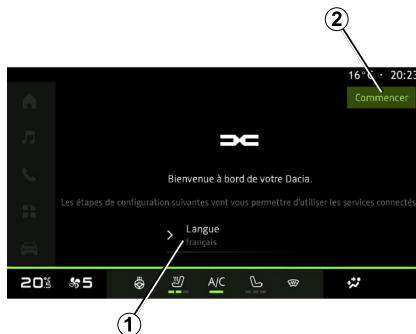 2
16°C · 20:23
Commencer
Bienvenue à bord de votre Dacia.
Les étapes de configuration suivantes vont vous permettre d'utiliser les services connectés
Langue
français
20°5 5 A/C
1